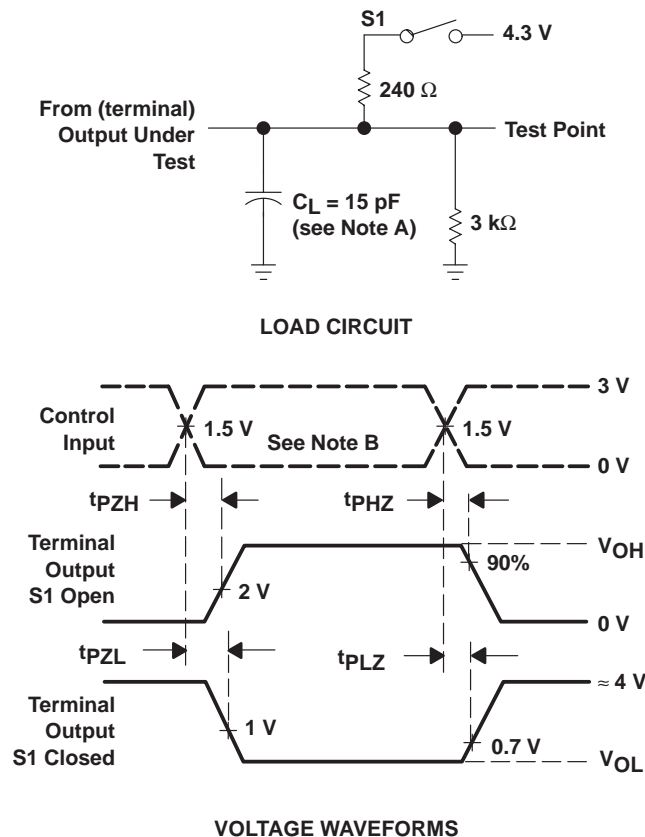 S1
4.3 V
240 Ω
From (terminal)
Output Under
Test
Test Point
CL = 15 pF
(see Note A)
3 kΩ
LOAD CIRCUIT
3 V
Control
Input
1.5 V
See Note B
1.5 V
0 V
tPZH
tPHZ
Terminal
Output
S1 Open
VOH
90%
2 V
0 V
tPZL
tPLZ
≈ 4 V
Terminal
Output
S1 Closed
1 V
0.7 V
VOL
VOLTAGE WAVEFORMS